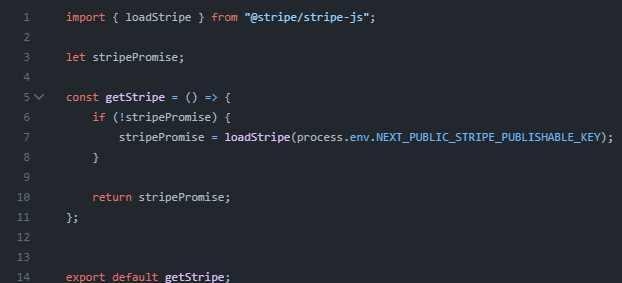 1 import { loadStripe } from "@stripe/stripe-js";
2
3 let stripePromise;
4
5 const getStripe = () => {
6 if (!stripePromise) {
7 stripePromise = loadStripe(process.env.NEXT_PUBLIC_STRIPE_PUBLISHABLE_KEY);
8 }
9
10 return stripePromise;
11 };
12
13
14 export default getStripe;